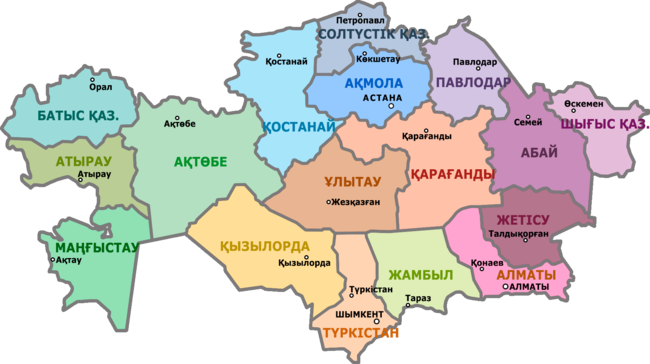 Петропавл
СОЛТҮСТІК ҚАЗ.
Қостанай
Көкшетау
Павлодар
Орал
АҚМОЛА
ПАВЛОДАР
АСТАНА
Өскемен
БАТЫС ҚАЗ.
Ақтөбе
ҚОСТАНАЙ
Қарағанды
Семей
ШЫҒЫС ҚАЗ.
АТЫРАУ
АҚТӨБЕ
АБАЙ
Атырау
ҰЛЫТАУ
ҚАРАҒАНДЫ
Жезқазған
ЖЕТІСУ
МАҢҒЫСТАУ
ҚЫЗЫЛОРДА
Талдықорған
Ақтау
Қызылорда
ЖАМБЫЛ
Қонаев
АЛМАТЫ
Түркістан
АЛМАТЫ
Тараз
ШЫМКЕНТ
ТҮРКІСТАН